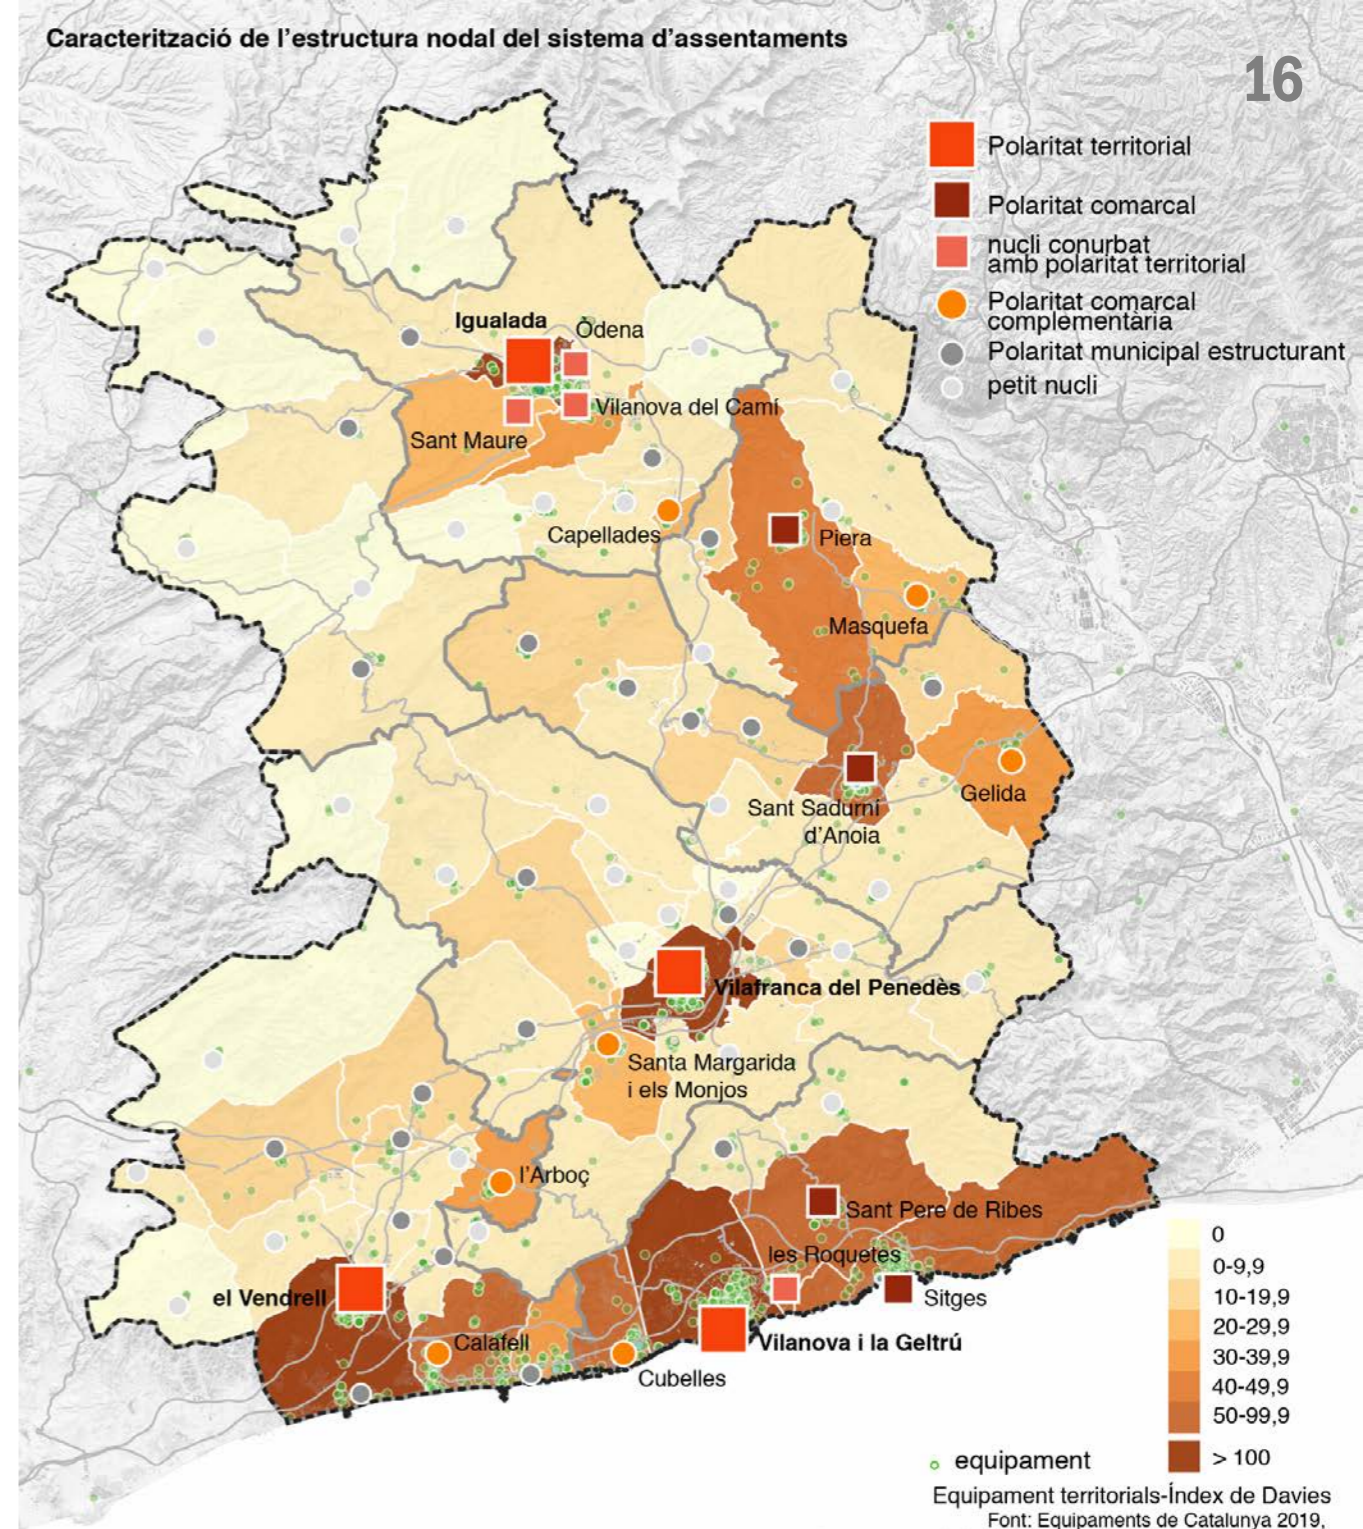 Caracterització de l'estructura nodal del sistema d'assentaments
16
Polaritat territorial
Polaritat comarcal
nucli conurbat
amb polaritat territorial
Polaritat comarcal
complementària
Polaritat municipal estructurant
petit nucli
Igualada
Òdena
Vilanova del Camí
Sant Maure
Capellades
Piera
Masquefa
Gelida
Sant Sadurní
d'Anoia
Vilafranca del Penedès
Santa Margarida
i els Monjos
l'Arboç
Sant Pere de Ribes
les Roquetes
el Vendrell
Sitges
Calafell
Vilanova i la Geltrú
Cubelles
0
0-9,9
10-19,9
20-29,9
30-39,9
40-49,9
50-99,9
> 100
equipament
Equipament territorials-Índex de Davies
Font: Equipaments de Catalunya 2019,